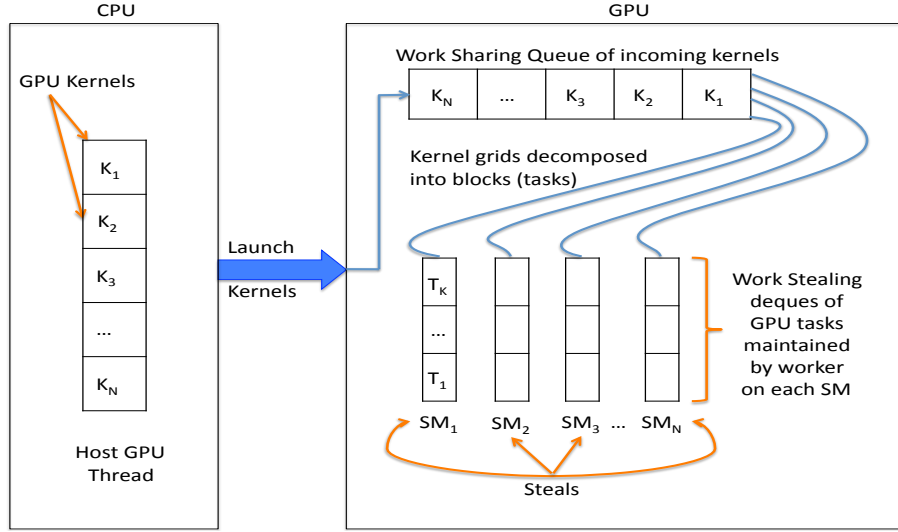 CPU
GPU
GPU Kernels
K1
K2
K3
...
KN
Host GPU
Thread
Launch
Kernels
Work Sharing Queue of incoming kernels
KN ... K3 K2 K1
Kernel grids decomposed
into blocks (tasks)
TK
...
T1
SM1 SM2 SM3 ... SMN
Steals
Work Stealing
deques of
GPU tasks
maintained
by worker
on each SM